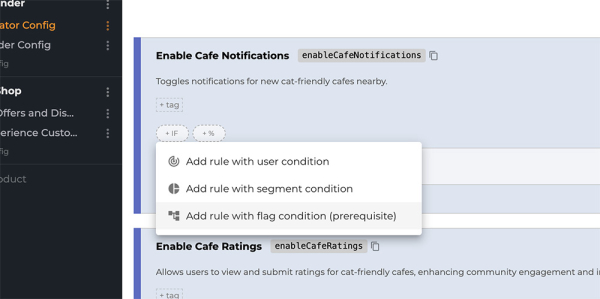 nder
ator Config
der Config
fig
Shop
Offers and Dis...
perience Custo...
fig
oduct
Enable Cafe Notifications enableCafeNotifications
Toggles notifications for new cat-friendly cafes nearby.
+ tag
+ IF + %
Add rule with user condition
Add rule with segment condition
Add rule with flag condition (prerequisite)
Enable Cafe Ratings enableCafeRatings
Allows users to view and submit ratings for cat-friendly cafes, enhancing community engagement and i
+ tag